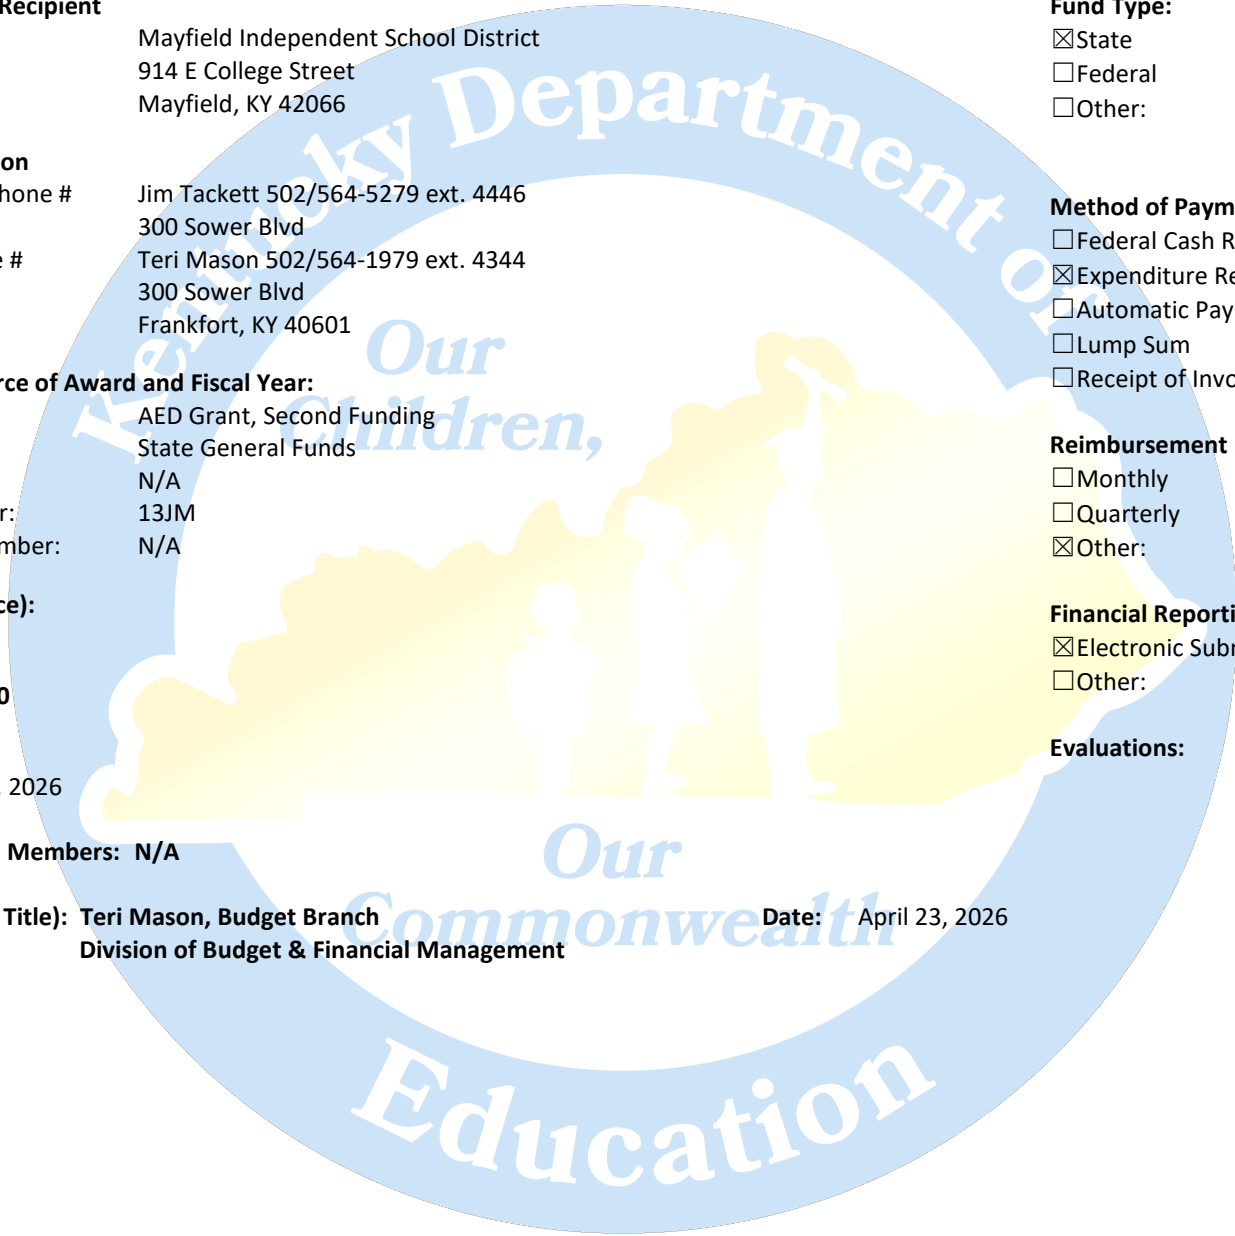 Recipient
Mayfield Independent School District
914 E College Street
Mayfield, KY 42066
on
hone # Jim Tackett 502/564-5279 ext. 4446
300 Sower Blvd
e # Teri Mason 502/564-1979 ext. 4344
300 Sower Blvd
Frankfort, KY 40601
rce of Award and Fiscal Year:
AED Grant, Second Funding
State General Funds
N/A
r: 13JM
mber: N/A
ce):
0
, 2026
Members: N/A
Title): Teri Mason, Budget Branch Date: April 23, 2026
Division of Budget & Financial Management
Fund Type:
☒State
☐Federal
☐Other:
Method of Paym
☐Federal Cash R
☒Expenditure Re
☐Automatic Pay
☐Lump Sum
☐Receipt of Invo
Reimbursement
☐Monthly
☐Quarterly
☒Other:
Financial Reporti
☒Electronic Subm
☐Other:
Evaluations:
Kentucky Department of
Education
Our
Children,
Our
Commonwealth